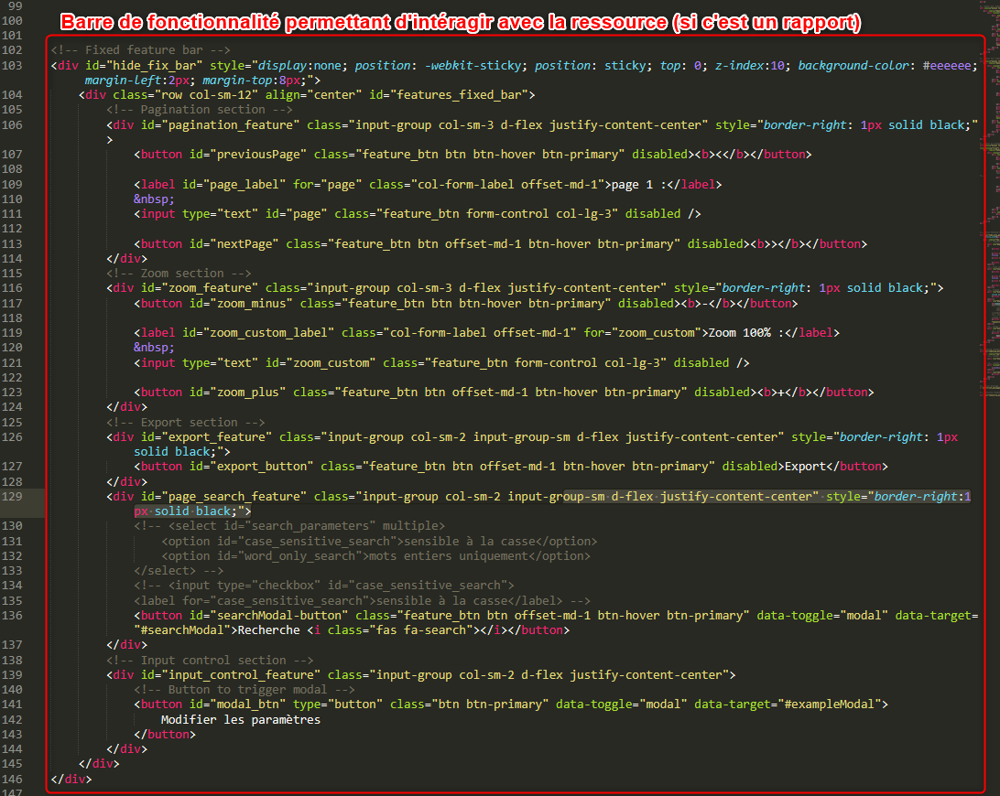 99
100
101
Barre de fonctionnalité permettant d'intéragir avec la ressource (si c'est un rapport)
102 <!-- Fixed feature bar -->
103 <div id="hide_fix_bar" style="display:none; position: -webkit-sticky; position: sticky; top: 0; z-index:10; background-color: #eeeeee;
margin-left:2px; margin-top:8px;">
104 <div class="row col-sm-12" align="center" id="features_fixed_bar">
105 <!-- Pagination section -->
106 <div id="pagination_feature" class="input-group col-sm-3 d-flex justify-content-center" style="border-right: 1px solid black;"
>
107 <button id="previousPage" class="feature_btn btn btn-hover btn-primary" disabled><b><</b></button>
108
109 <label id="page_label" for="page" class="col-form-label offset-md-1">page 1 :</label>
110 &nbsp;
111 <input type="text" id="page" class="feature_btn form-control col-lg-3" disabled />
112
113 <button id="nextPage" class="feature_btn btn offset-md-1 btn-hover btn-primary" disabled><b>></b></button>
114 </div>
115 <!-- Zoom section -->
116 <div id="zoom_feature" class="input-group col-sm-3 d-flex justify-content-center" style="border-right: 1px solid black;">
117 <button id="zoom_minus" class="feature_btn btn btn-hover btn-primary" disabled><b>-</b></button>
118
119 <label id="zoom_custom_label" class="col-form-label offset-md-1" for="zoom_custom">Zoom 100% :</label>
120 &nbsp;
121 <input type="text" id="zoom_custom" class="feature_btn form-control col-lg-3" disabled />
122
123 <button id="zoom_plus" class="feature_btn btn offset-md-1 btn-hover btn-primary" disabled><b>+</b></button>
124 </div>
125 <!-- Export section -->
126 <div id="export_feature" class="input-group col-sm-2 input-group-sm d-flex justify-content-center" style="border-right: 1px
solid black;">
127 <button id="export_button" class="feature_btn btn offset-md-1 btn-hover btn-primary" disabled>Export</button>
128 </div>
129 <div id="page_search_feature" class="input-group col-sm-2 input-group-sm d-flex justify-content-center" style="border-right:1
px solid black;">
130 <!-- <select id="search_parameters" multiple>
131 <option id="case_sensitive_search">sensible à la casse</option>
132 <option id="word_only_search">mots entiers uniquement</option>
133 </select> -->
134 <!-- <input type="checkbox" id="case_sensitive_search">
135 <label for="case_sensitive_search">sensible à la casse</label> -->
136 <button id="searchModal-button" class="feature_btn btn offset-md-1 btn-hover btn-primary" data-toggle="modal" data-target=
"#searchModal">Recherche <i class="fas fa-search"></i></button>
137 </div>
138 <!-- Input control section -->
139 <div id="input_control_feature" class="input-group col-sm-2 d-flex justify-content-center">
140 <!-- Button to trigger modal -->
141 <button id="modal_btn" type="button" class="btn btn-primary" data-toggle="modal" data-target="#exampleModal">
142 Modifier les paramètres
143 </button>
144 </div>
145 </div>
146 </div>
147